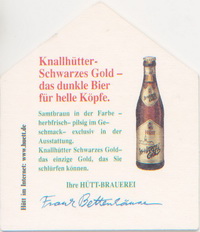 Knallhütter-
Schwarzes Gold –
das dunkle Bier
für helle Köpfe.
Samtbraun in der Farbe –
herbfrisch- pilsig im Ge-
schmack– exclusiv in der
Ausstattung.
Knallhütter Schwarzes Gold–
das einzige Gold, das Sie
schlürfen können.
Ihre HÜTT-BRAUEREI
Frank Bettenhäuser
Hütt im Internet: www.huett.de